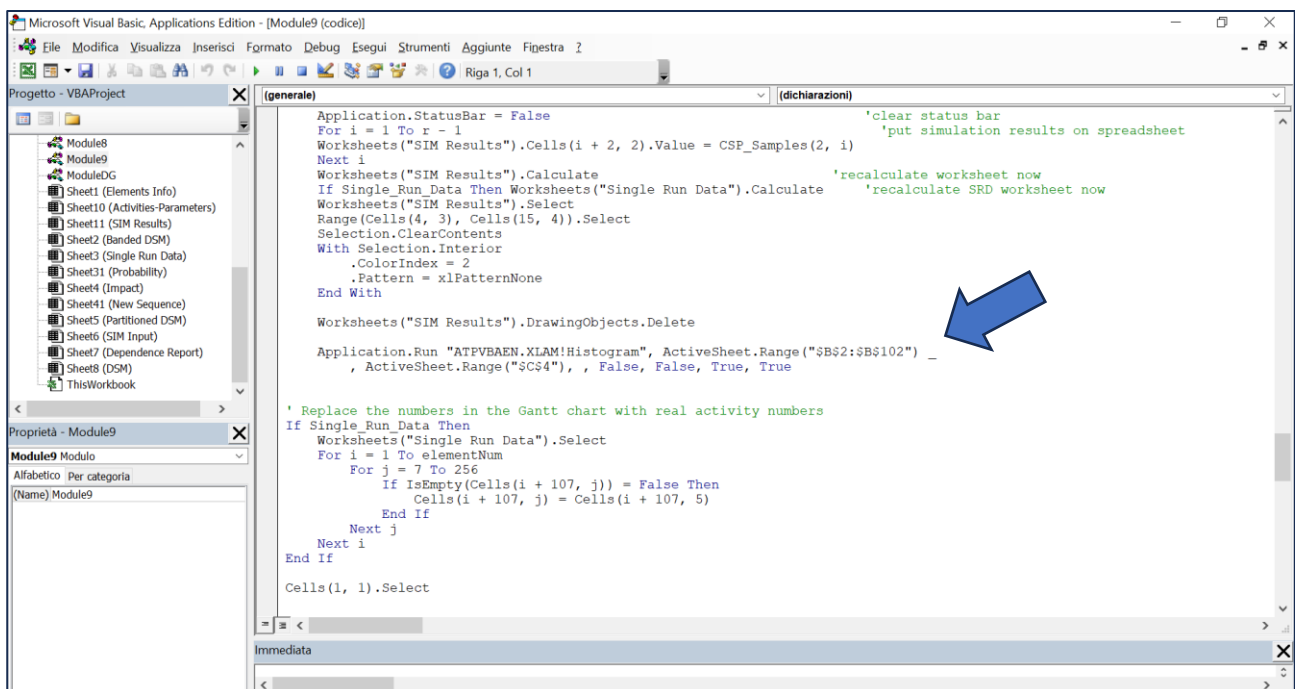 Microsoft Visual Basic, Applications Edition - [Module9 (codice)]
File Modifica Visualizza Inserisci Formato Debug Esegui Strumenti Aggiunte Finestra ?
Riga 1, Col 1
Progetto - VBAProject
Module8
Module9
ModuleDG
Sheet1 (Elements Info)
Sheet10 (Activities-Parameters)
Sheet11 (SIM Results)
Sheet2 (Banded DSM)
Sheet3 (Single Run Data)
Sheet31 (Probability)
Sheet4 (Impact)
Sheet41 (New Sequence)
Sheet5 (Partitioned DSM)
Sheet6 (SIM Input)
Sheet7 (Dependence Report)
Sheet8 (DSM)
ThisWorkbook
Proprietà - Module9
Module9 Modulo
Alfabetico Per categoria
(Name) Module9
(generale) (dichiarazioni)
Application.StatusBar = False 'clear status bar
For i = 1 To r - 1 'put simulation results on spreadsheet
Worksheets("SIM Results").Cells(i + 2, 2).Value = CSP_Samples(2, i)
Next i
Worksheets("SIM Results").Calculate 'recalculate worksheet now
If Single_Run_Data Then Worksheets("Single Run Data").Calculate 'recalculate SRD worksheet now
Worksheets("SIM Results").Select
Range(Cells(4, 3), Cells(15, 4)).Select
Selection.ClearContents
With Selection.Interior
.ColorIndex = 2
.Pattern = xlPatternNone
End With
Worksheets("SIM Results").DrawingObjects.Delete
Application.Run "ATPVBAEN.XLAM!Histogram", ActiveSheet.Range("$B$2:$B$102") _
, ActiveSheet.Range("$C$4"), , False, False, True, True
' Replace the numbers in the Gantt chart with real activity numbers
If Single_Run_Data Then
Worksheets("Single Run Data").Select
For i = 1 To elementNum
For j = 7 To 256
If IsEmpty(Cells(i + 107, j)) = False Then
Cells(i + 107, j) = Cells(i + 107, 5)
End If
Next j
Next i
End If
Cells(1, 1).Select
Immediata